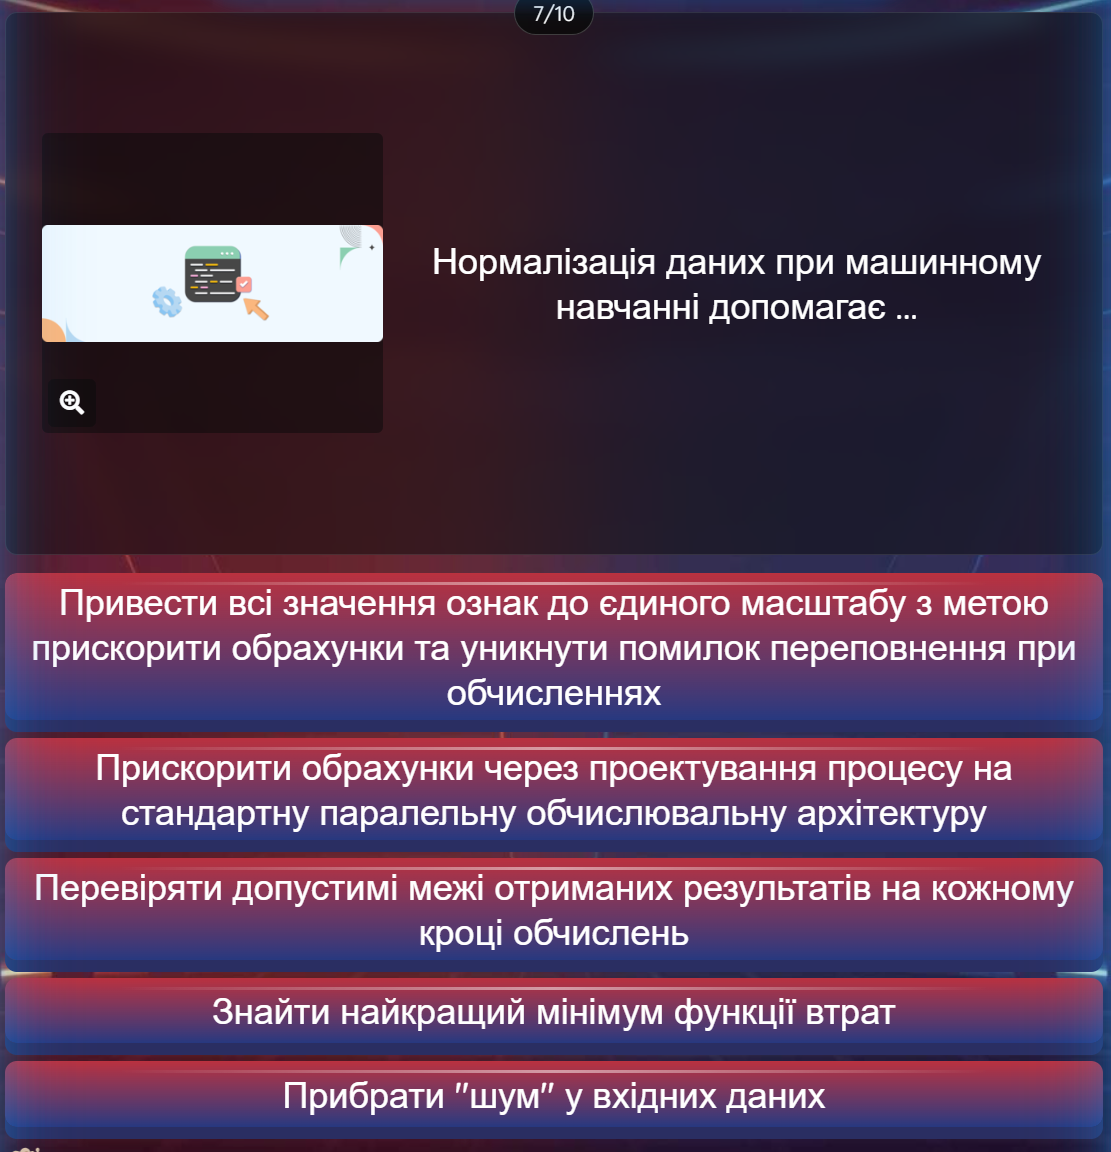 7/10
Нормалізація даних при машинному
навчанні допомагає ...
Привести всі значення ознак до єдиного масштабу з метою
прискорити обрахунки та уникнути помилок переповнення при
обчисленнях
Прискорити обрахунки через проектування процесу на
стандартну паралельну обчислювальну архітектуру
Перевіряти допустимі межі отриманих результатів на кожному
кроці обчислень
Знайти найкращий мінімум функції втрат
Прибрати "шум" у вхідних даних